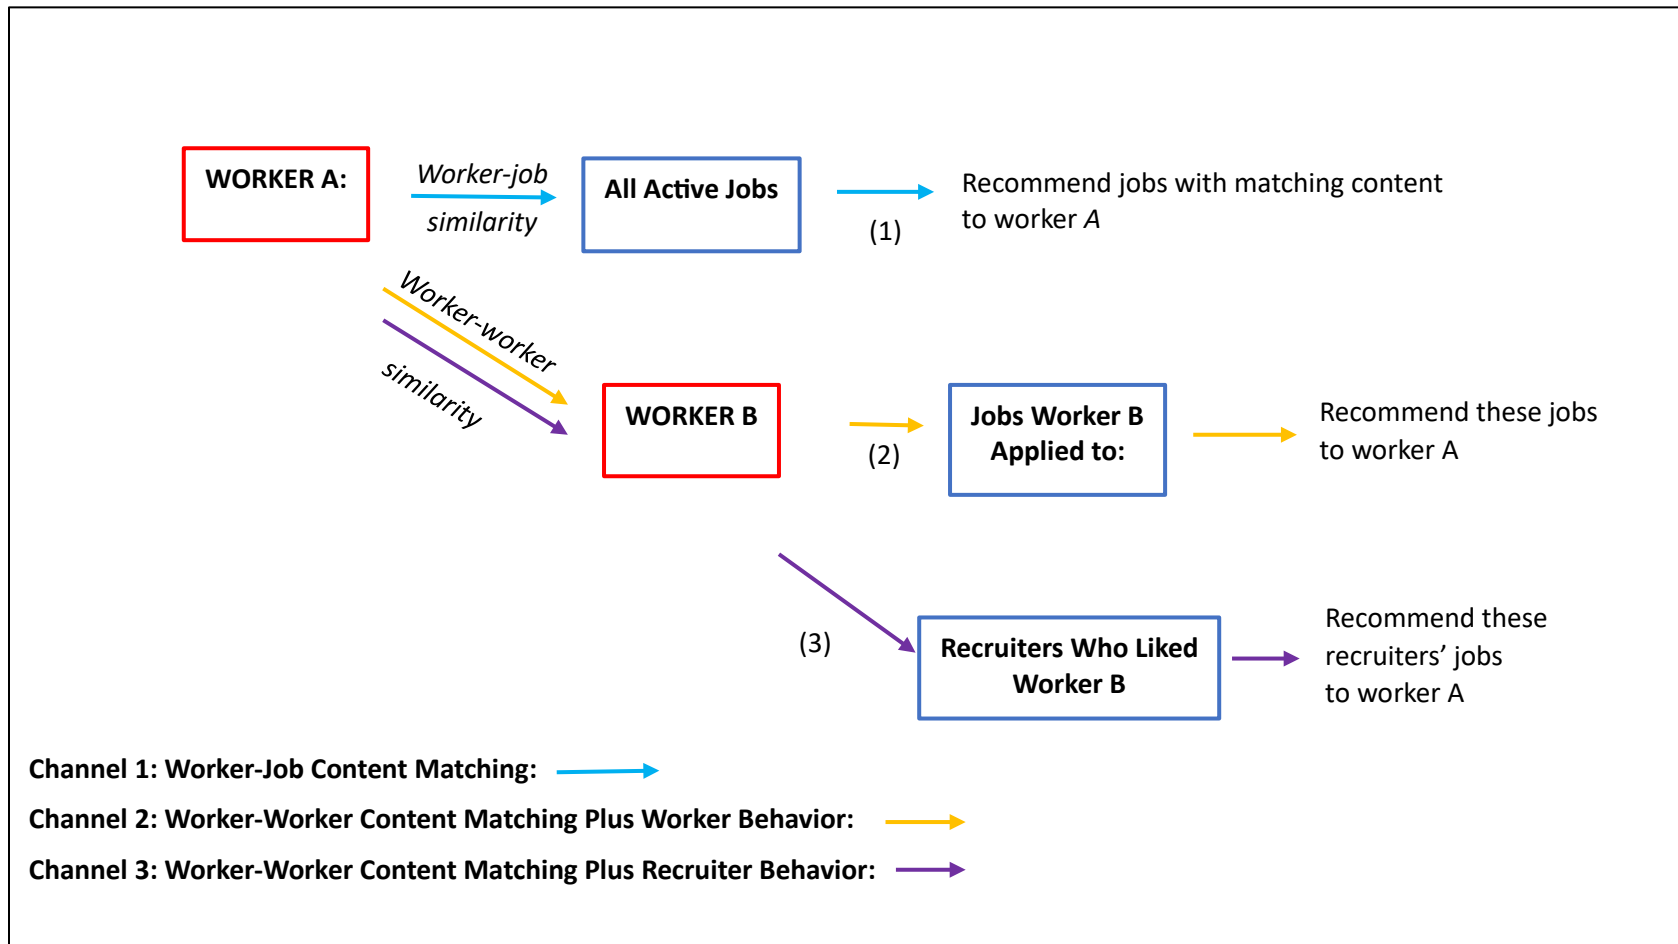 WORKER A:
Worker-job
similarity
All Active Jobs
(1)
Recommend jobs with matching content
to worker A
Worker-worker
similarity
WORKER B
(2)
Jobs Worker B
Applied to:
Recommend these jobs
to worker A
(3)
Recruiters Who Liked
Worker B
Recommend these
recruiters’ jobs
to worker A
Channel 1: Worker-Job Content Matching:
Channel 2: Worker-Worker Content Matching Plus Worker Behavior:
Channel 3: Worker-Worker Content Matching Plus Recruiter Behavior: